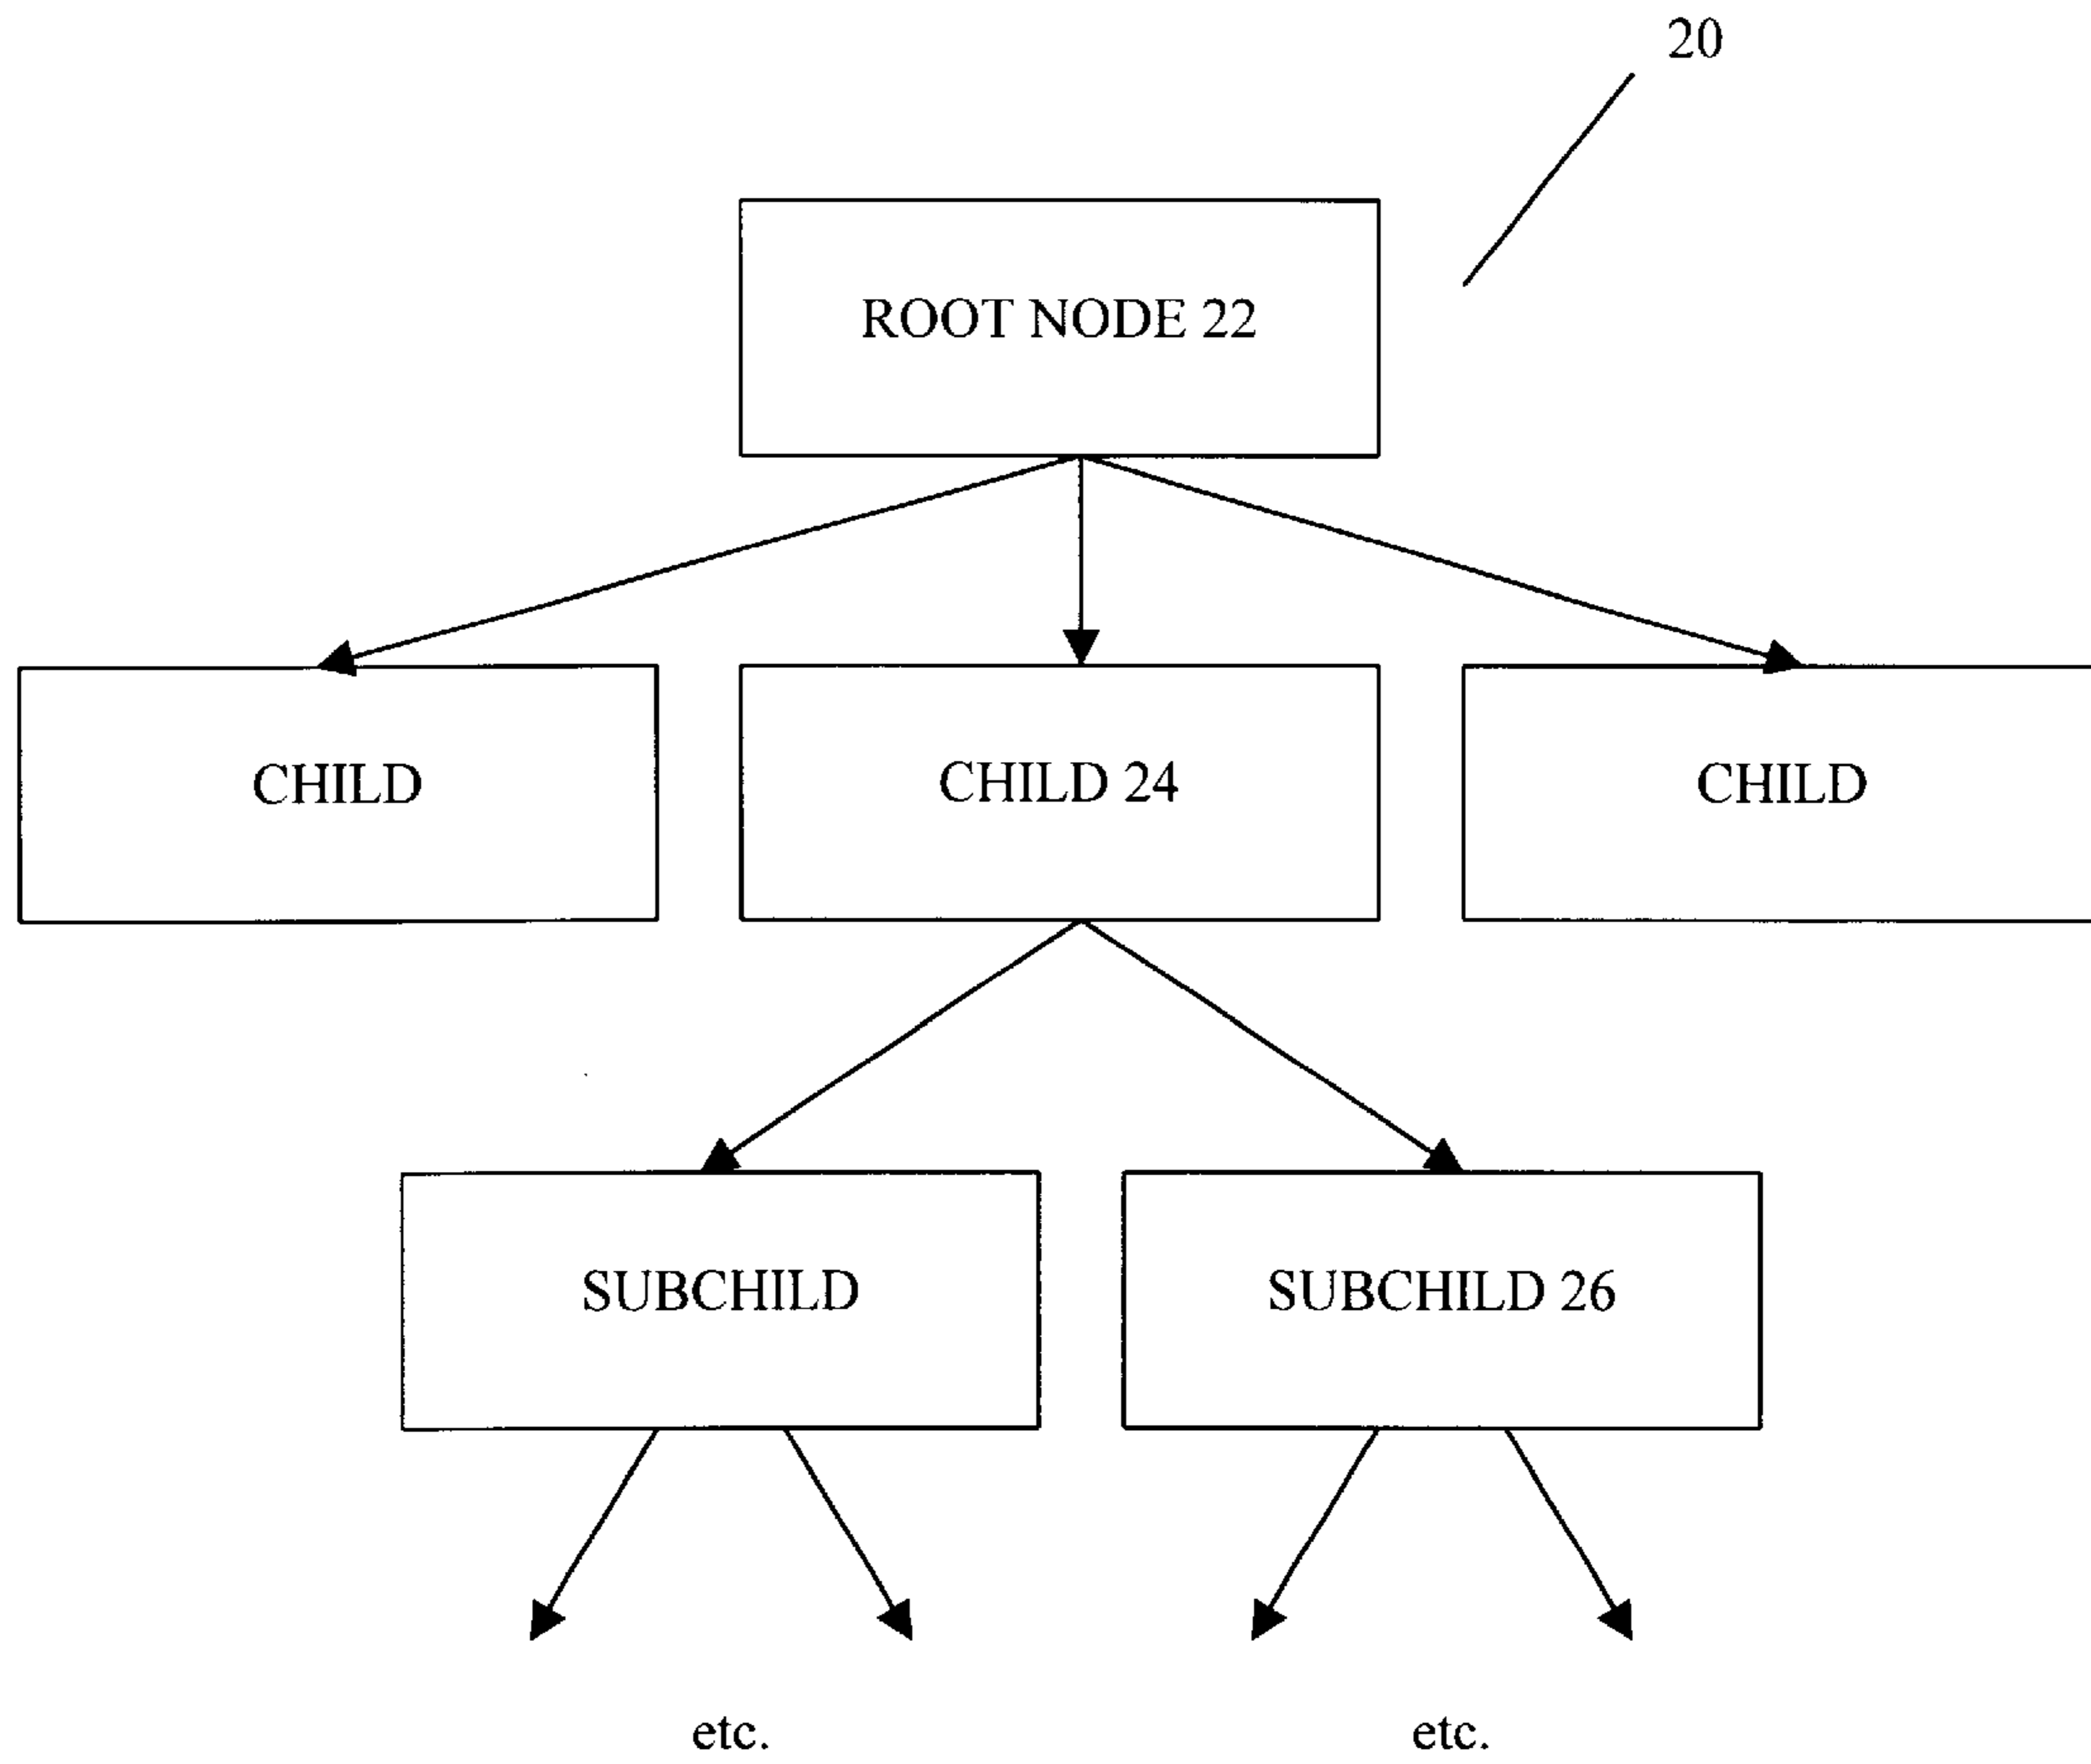 20
ROOT NODE 22
CHILD
CHILD 24
CHILD
SUBCHILD
SUBCHILD 26
etc.
etc.